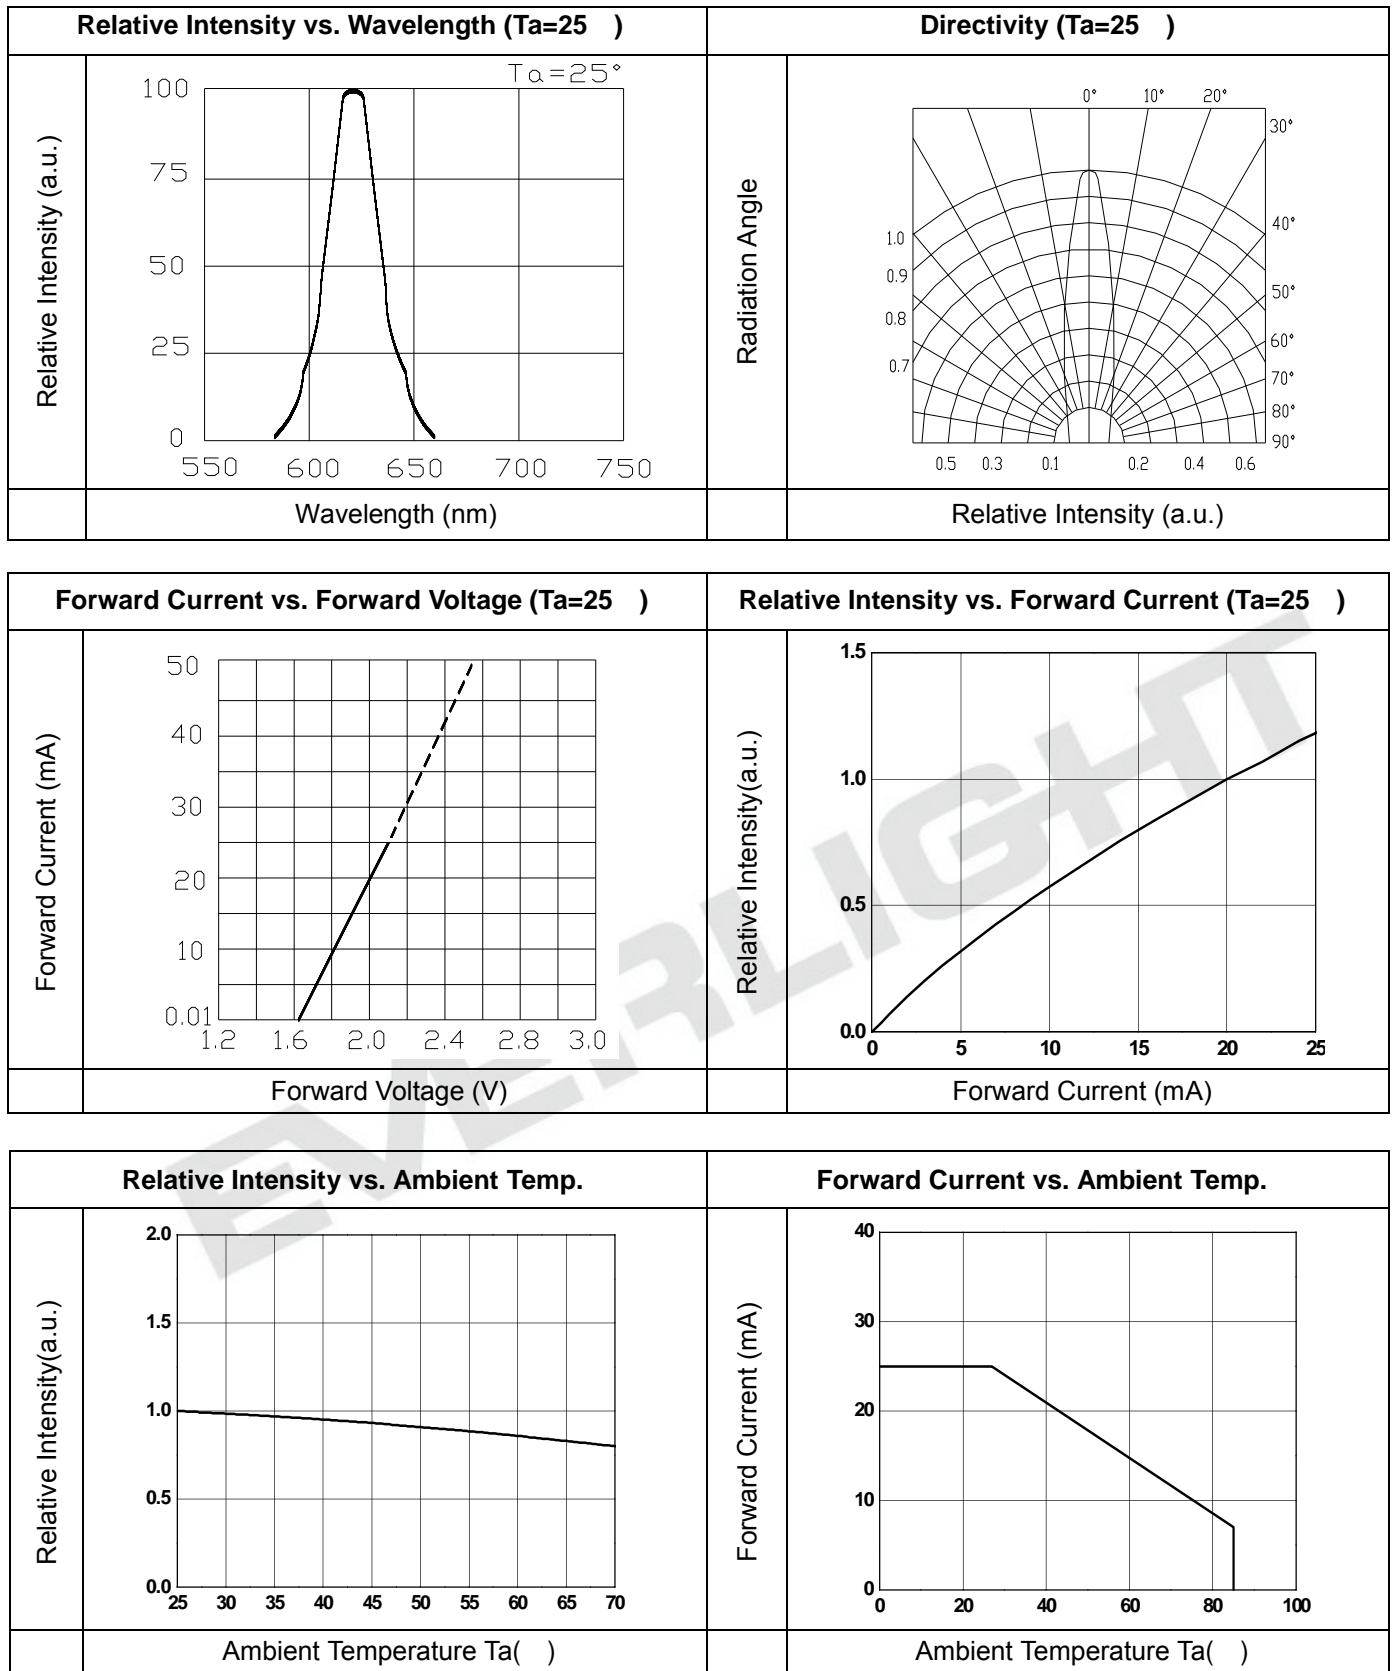 Relative Intensity vs. Wavelength (Ta=25 )
Directivity (Ta=25 )
Relative Intensity (a.u.)
Ta=25°
100
75
50
25
0
550 600 650 700 750
Wavelength (nm)
Radiation Angle
0° 10° 20°
30°
40°
50°
60°
70°
80°
90°
1.0
0.9
0.8
0.7
0.5 0.3 0.1 0.2 0.4 0.6
Relative Intensity (a.u.)
Forward Current vs. Forward Voltage (Ta=25 )
Relative Intensity vs. Forward Current (Ta=25 )
Forward Current (mA)
50
40
30
20
10
0.01
1.2 1.6 2.0 2.4 2.8 3.0
Forward Voltage (V)
Relative Intensity(a.u.)
1.5
1.0
0.5
0.0
0 5 10 15 20 25
Forward Current (mA)
EVERLIGHT
Relative Intensity vs. Ambient Temp.
Forward Current vs. Ambient Temp.
Relative Intensity(a.u.)
2.0
1.5
1.0
0.5
0.0
25 30 35 40 45 50 55 60 65 70
Ambient Temperature Ta( )
Forward Current (mA)
40
30
20
10
0
0 20 40 60 80 100
Ambient Temperature Ta( )